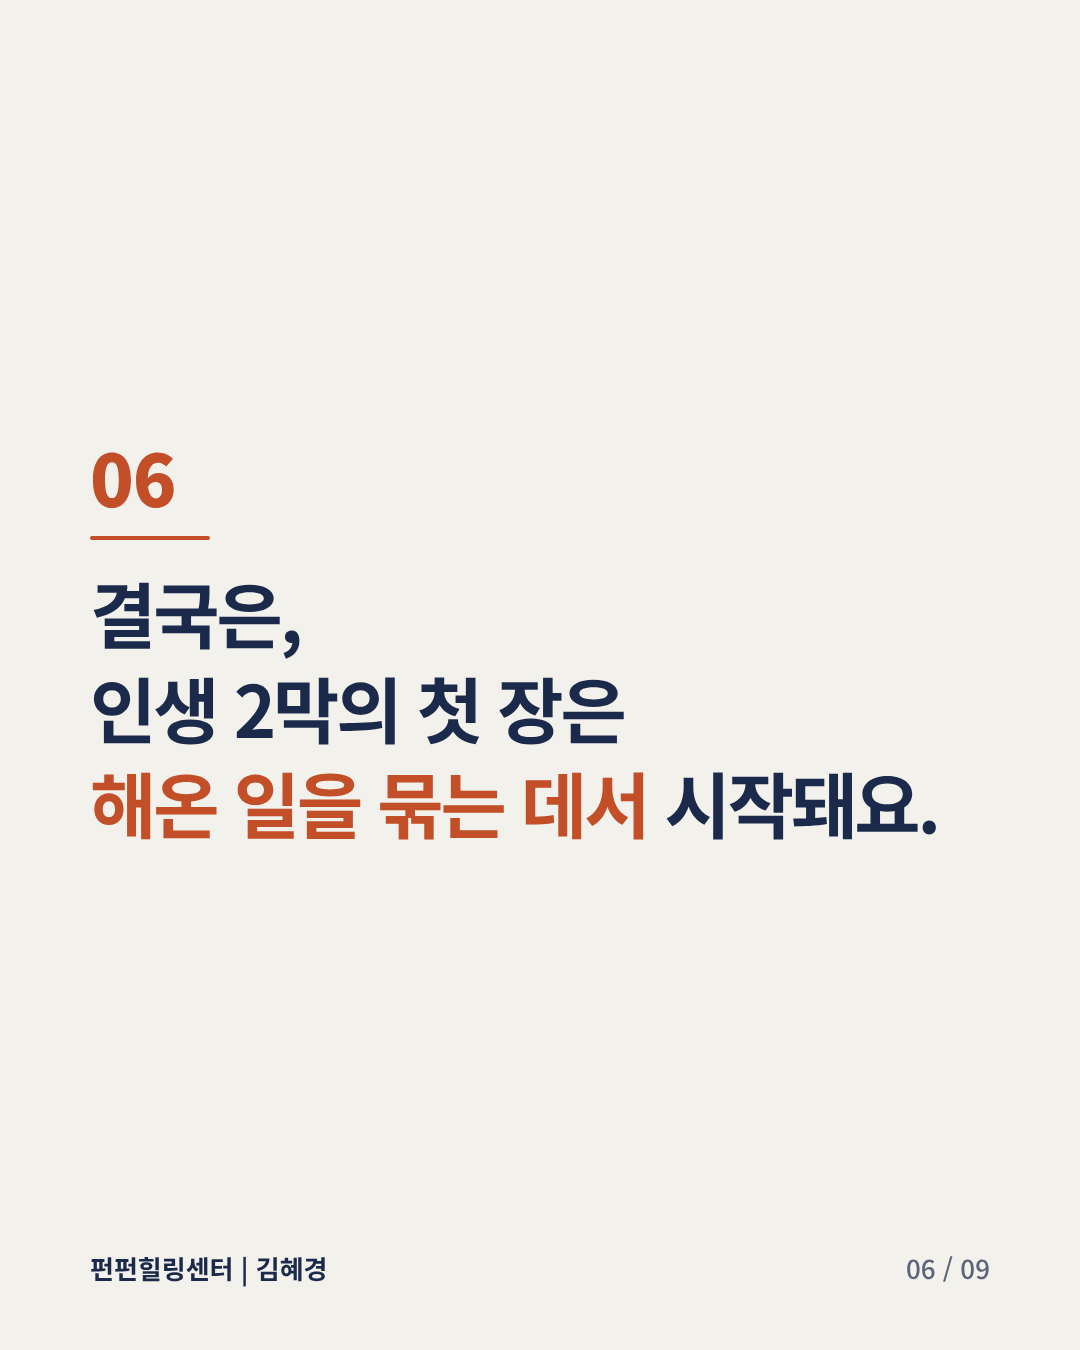 06
결국은,
인생 2막의 첫 장은
해온 일을 묶는 데서 시작돼요.
펀펀힐링센터 | 김혜경
06 / 09